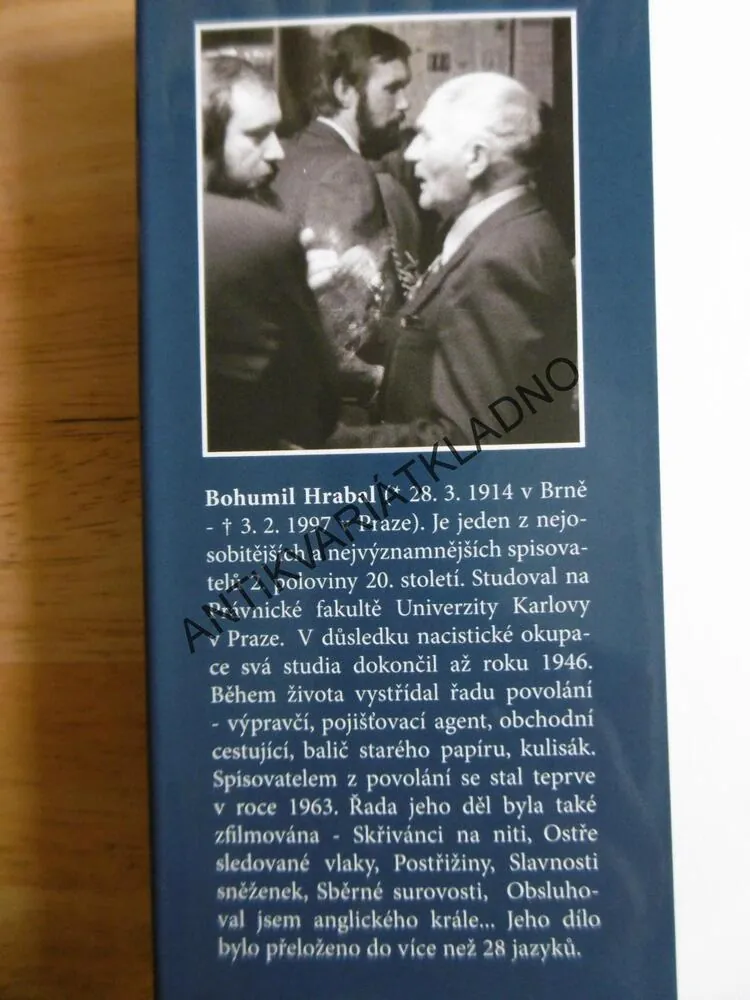 Bohumil Hrabal (* 28. 3. 1914 v Brně
- † 3. 2. 1997 v Praze). Je jeden z nejo-
sobitějších a nejvýznamnějších spisova-
telů 2. poloviny 20. století. Studoval na
Právnické fakultě Univerzity Karlovy
v Praze. V důsledku nacistické okupa-
ce svá studia dokončil až roku 1946.
Během života vystřídal řadu povolání
- výpravčí, pojišťovací agent, obchodní
cestující, balič starého papíru, kulisák.
Spisovatelem z povolání se stal teprve
v roce 1963. Řada jeho děl byla také
zfilmována - Skřivánci na niti, Ostře
sledované vlaky, Postřižiny, Slavnosti
sněženek, Sběrné surovosti, Obsluho-
val jsem anglického krále... Jeho dílo
bylo přeloženo do více než 28 jazyků.
ANTIKVARIÁTKLADNO